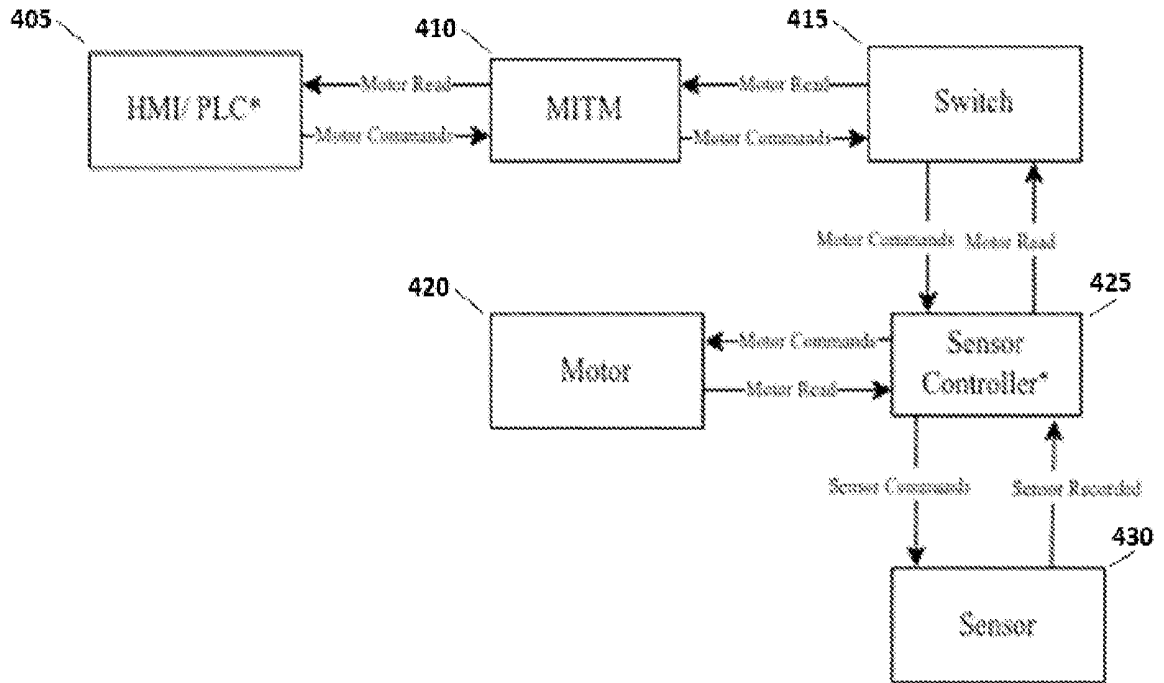 405
410
415
HMI/ PLC*
Motor Read
Motor Commands
MITM
Motor Read
Motor Commands
Switch
Motor Commands
Motor Read
420
425
Motor
Motor Commands
Motor Read
Sensor
Controller*
Sensor Commands
Sensor Recorded
430
Sensor